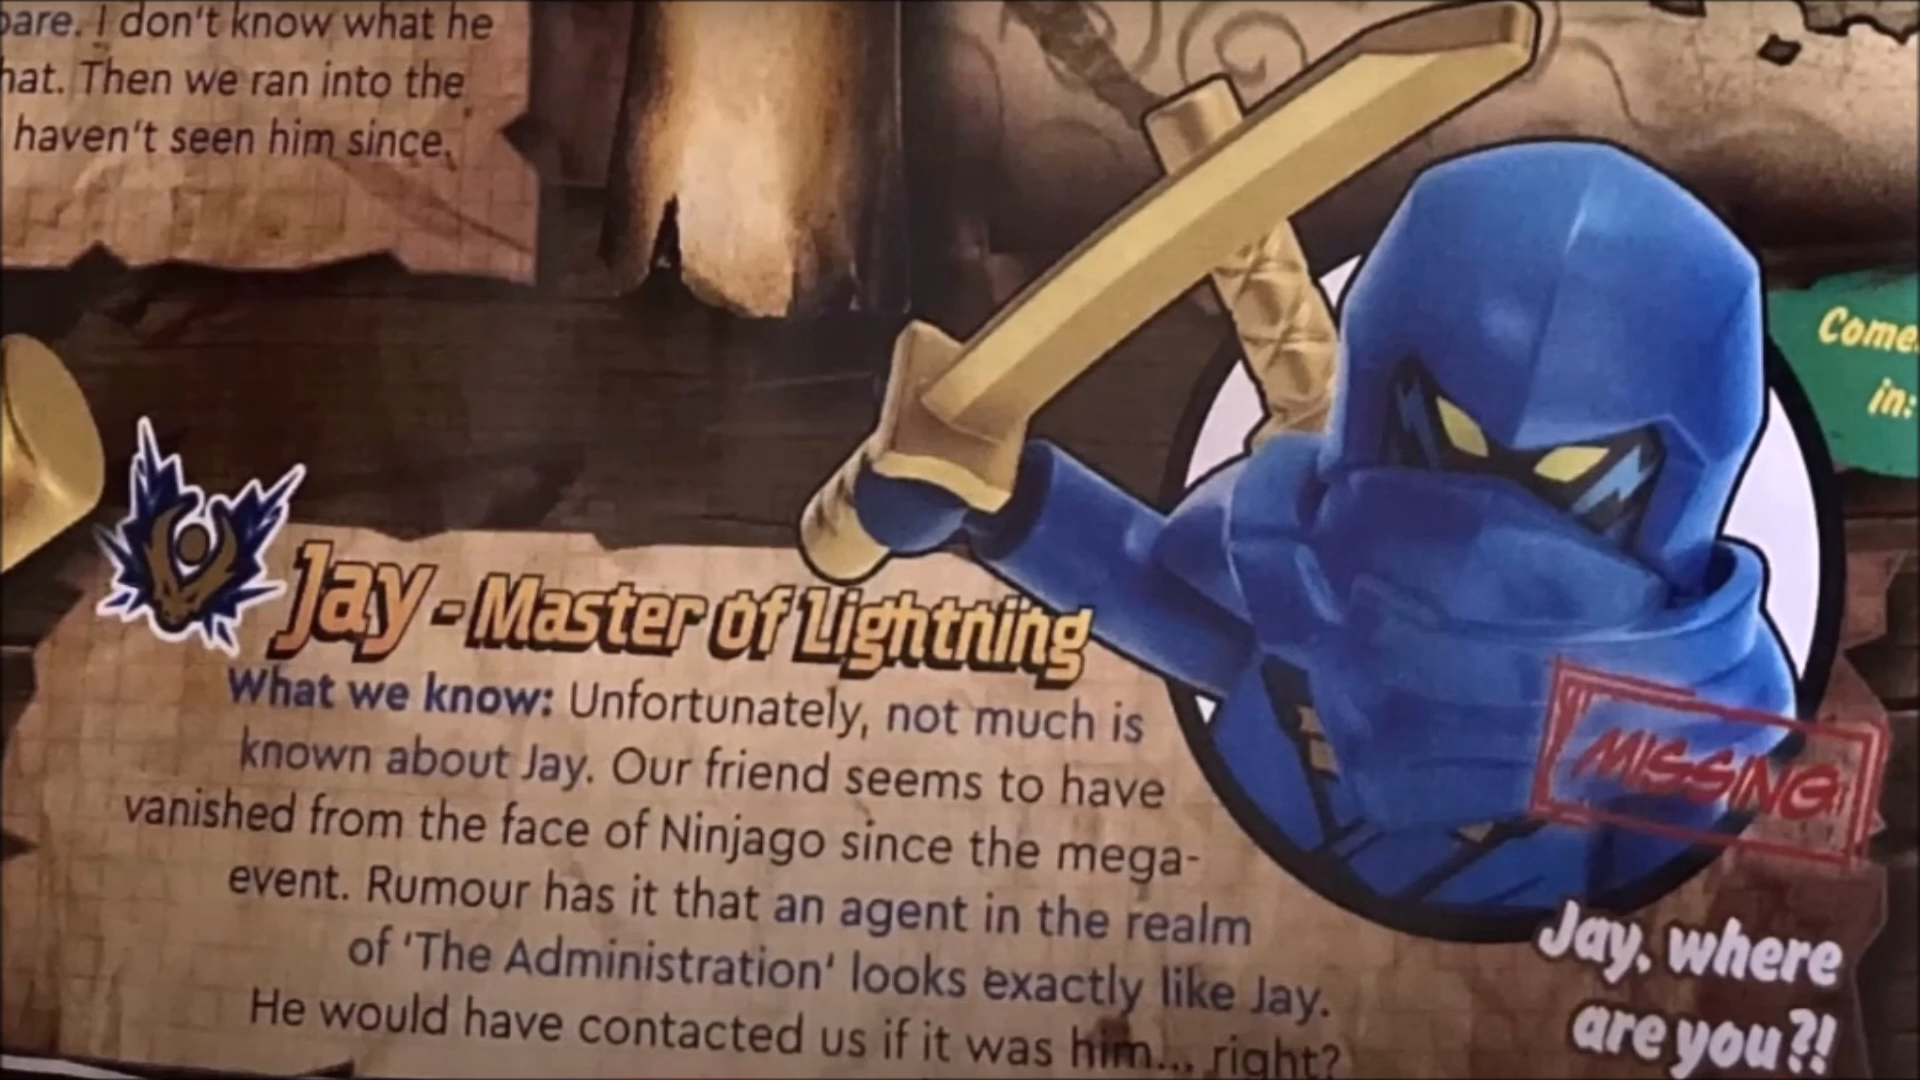 I don't know what he
Then we ran into the
haven't seen him since.
Come
in:
Jay - Master of Lightning
What we know: Unfortunately, not much is
known about Jay. Our friend seems to have
vanished from the face of Ninjago since the mega-
event. Rumour has it that an agent in the realm
of 'The Administration' looks exactly like Jay.
He would have contacted us if it was him... right?
MISSING
Jay, where
are you?!